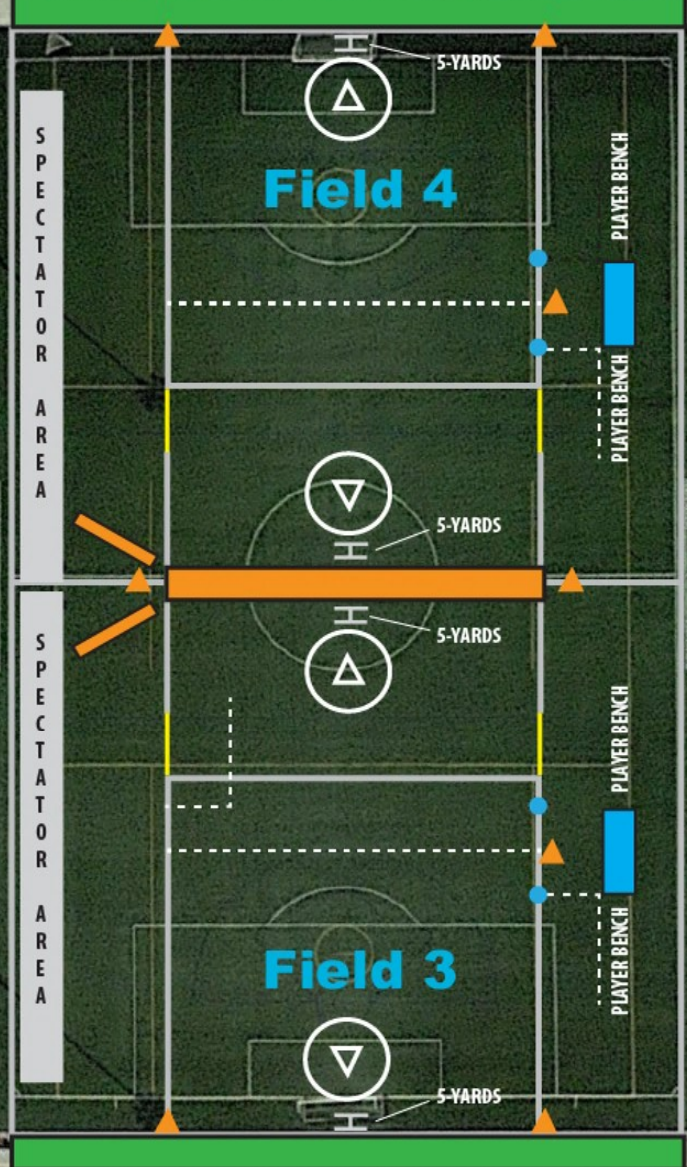 5-YARDS
SPECTATOR AREA
Field 4
PLAYER BENCH
PLAYER BENCH
5-YARDS
5-YARDS
SPECTATOR AREA
PLAYER BENCH
PLAYER BENCH
Field 3
5-YARDS